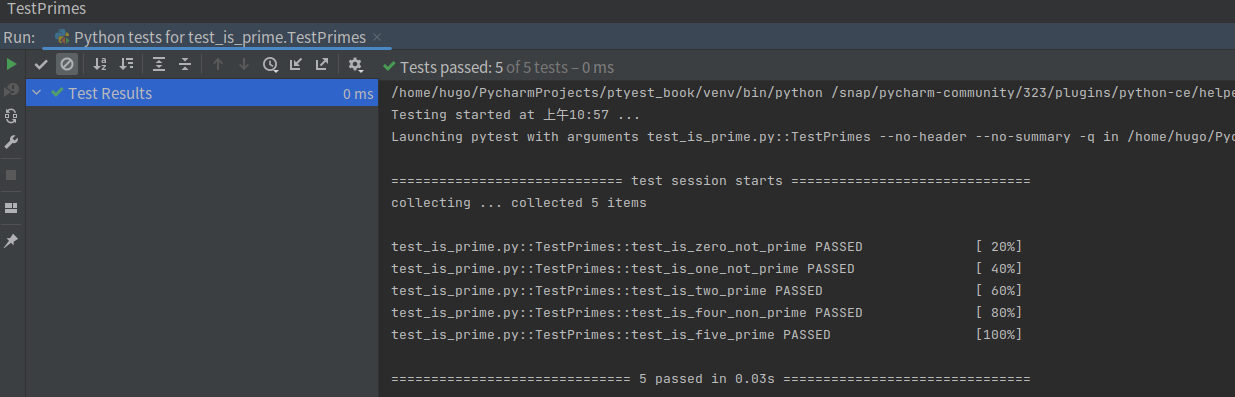 TestPrimes
Run: Python tests for test_is_prime.TestPrimes ×
Tests passed: 5 of 5 tests – 0 ms
Test Results 0 ms
/home/hugo/PycharmProjects/ptyest_book/venv/bin/python /snap/pycharm-community/323/plugins/python-ce/helpe
Testing started at 上午10:57 ...
Launching pytest with arguments test_is_prime.py::TestPrimes --no-header --no-summary -q in /home/hugo/Pyc
============================= test session starts ==============================
collecting ... collected 5 items
test_is_prime.py::TestPrimes::test_is_zero_not_prime PASSED [ 20%]
test_is_prime.py::TestPrimes::test_is_one_not_prime PASSED [ 40%]
test_is_prime.py::TestPrimes::test_is_two_prime PASSED [ 60%]
test_is_prime.py::TestPrimes::test_is_four_non_prime PASSED [ 80%]
test_is_prime.py::TestPrimes::test_is_five_prime PASSED [100%]
============================== 5 passed in 0.03s ===============================